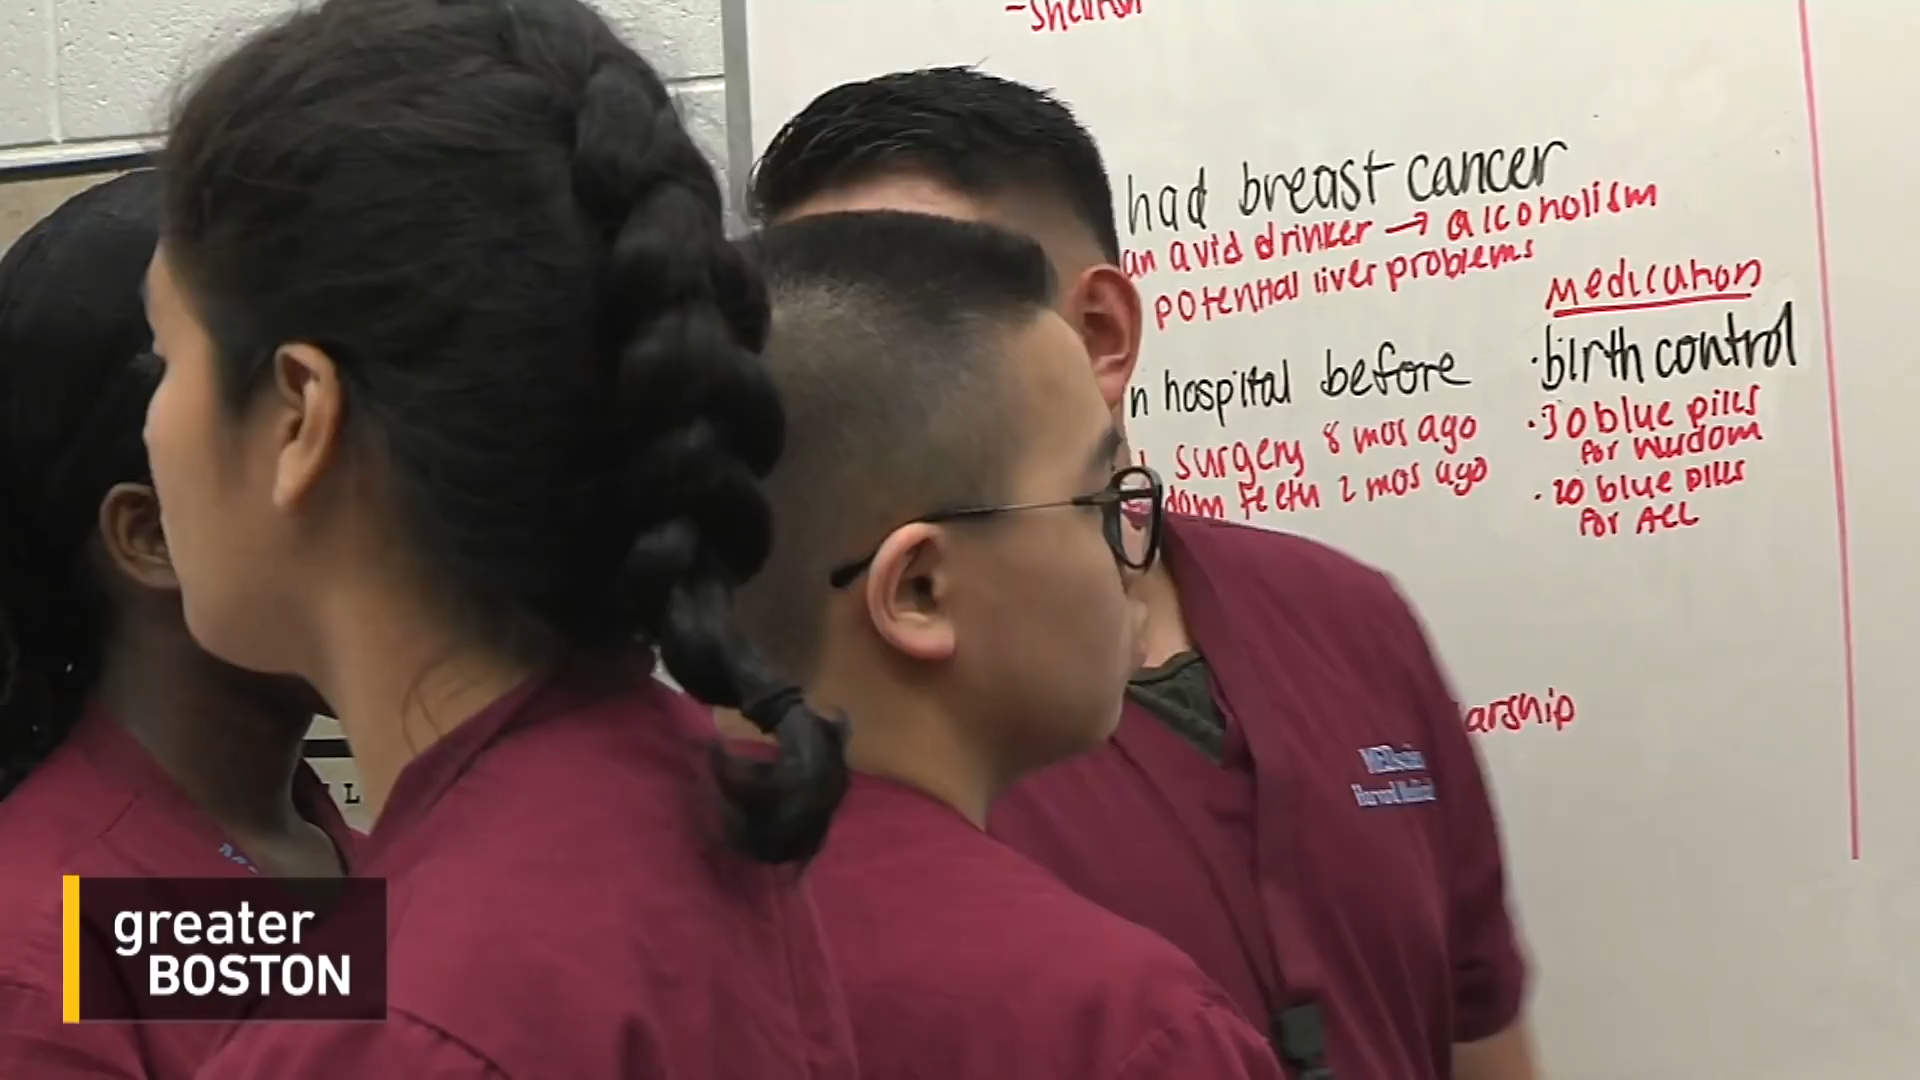 had breast cancer
an avid drinker → alcoholism
potential liver problems
Medication
n hospital before
surgery 8 mos ago
dom teeth 2 mos ago
·birth control
·30 blue pills
for wisdom
·20 blue pills
for ACL
arship
L
greater
BOSTON